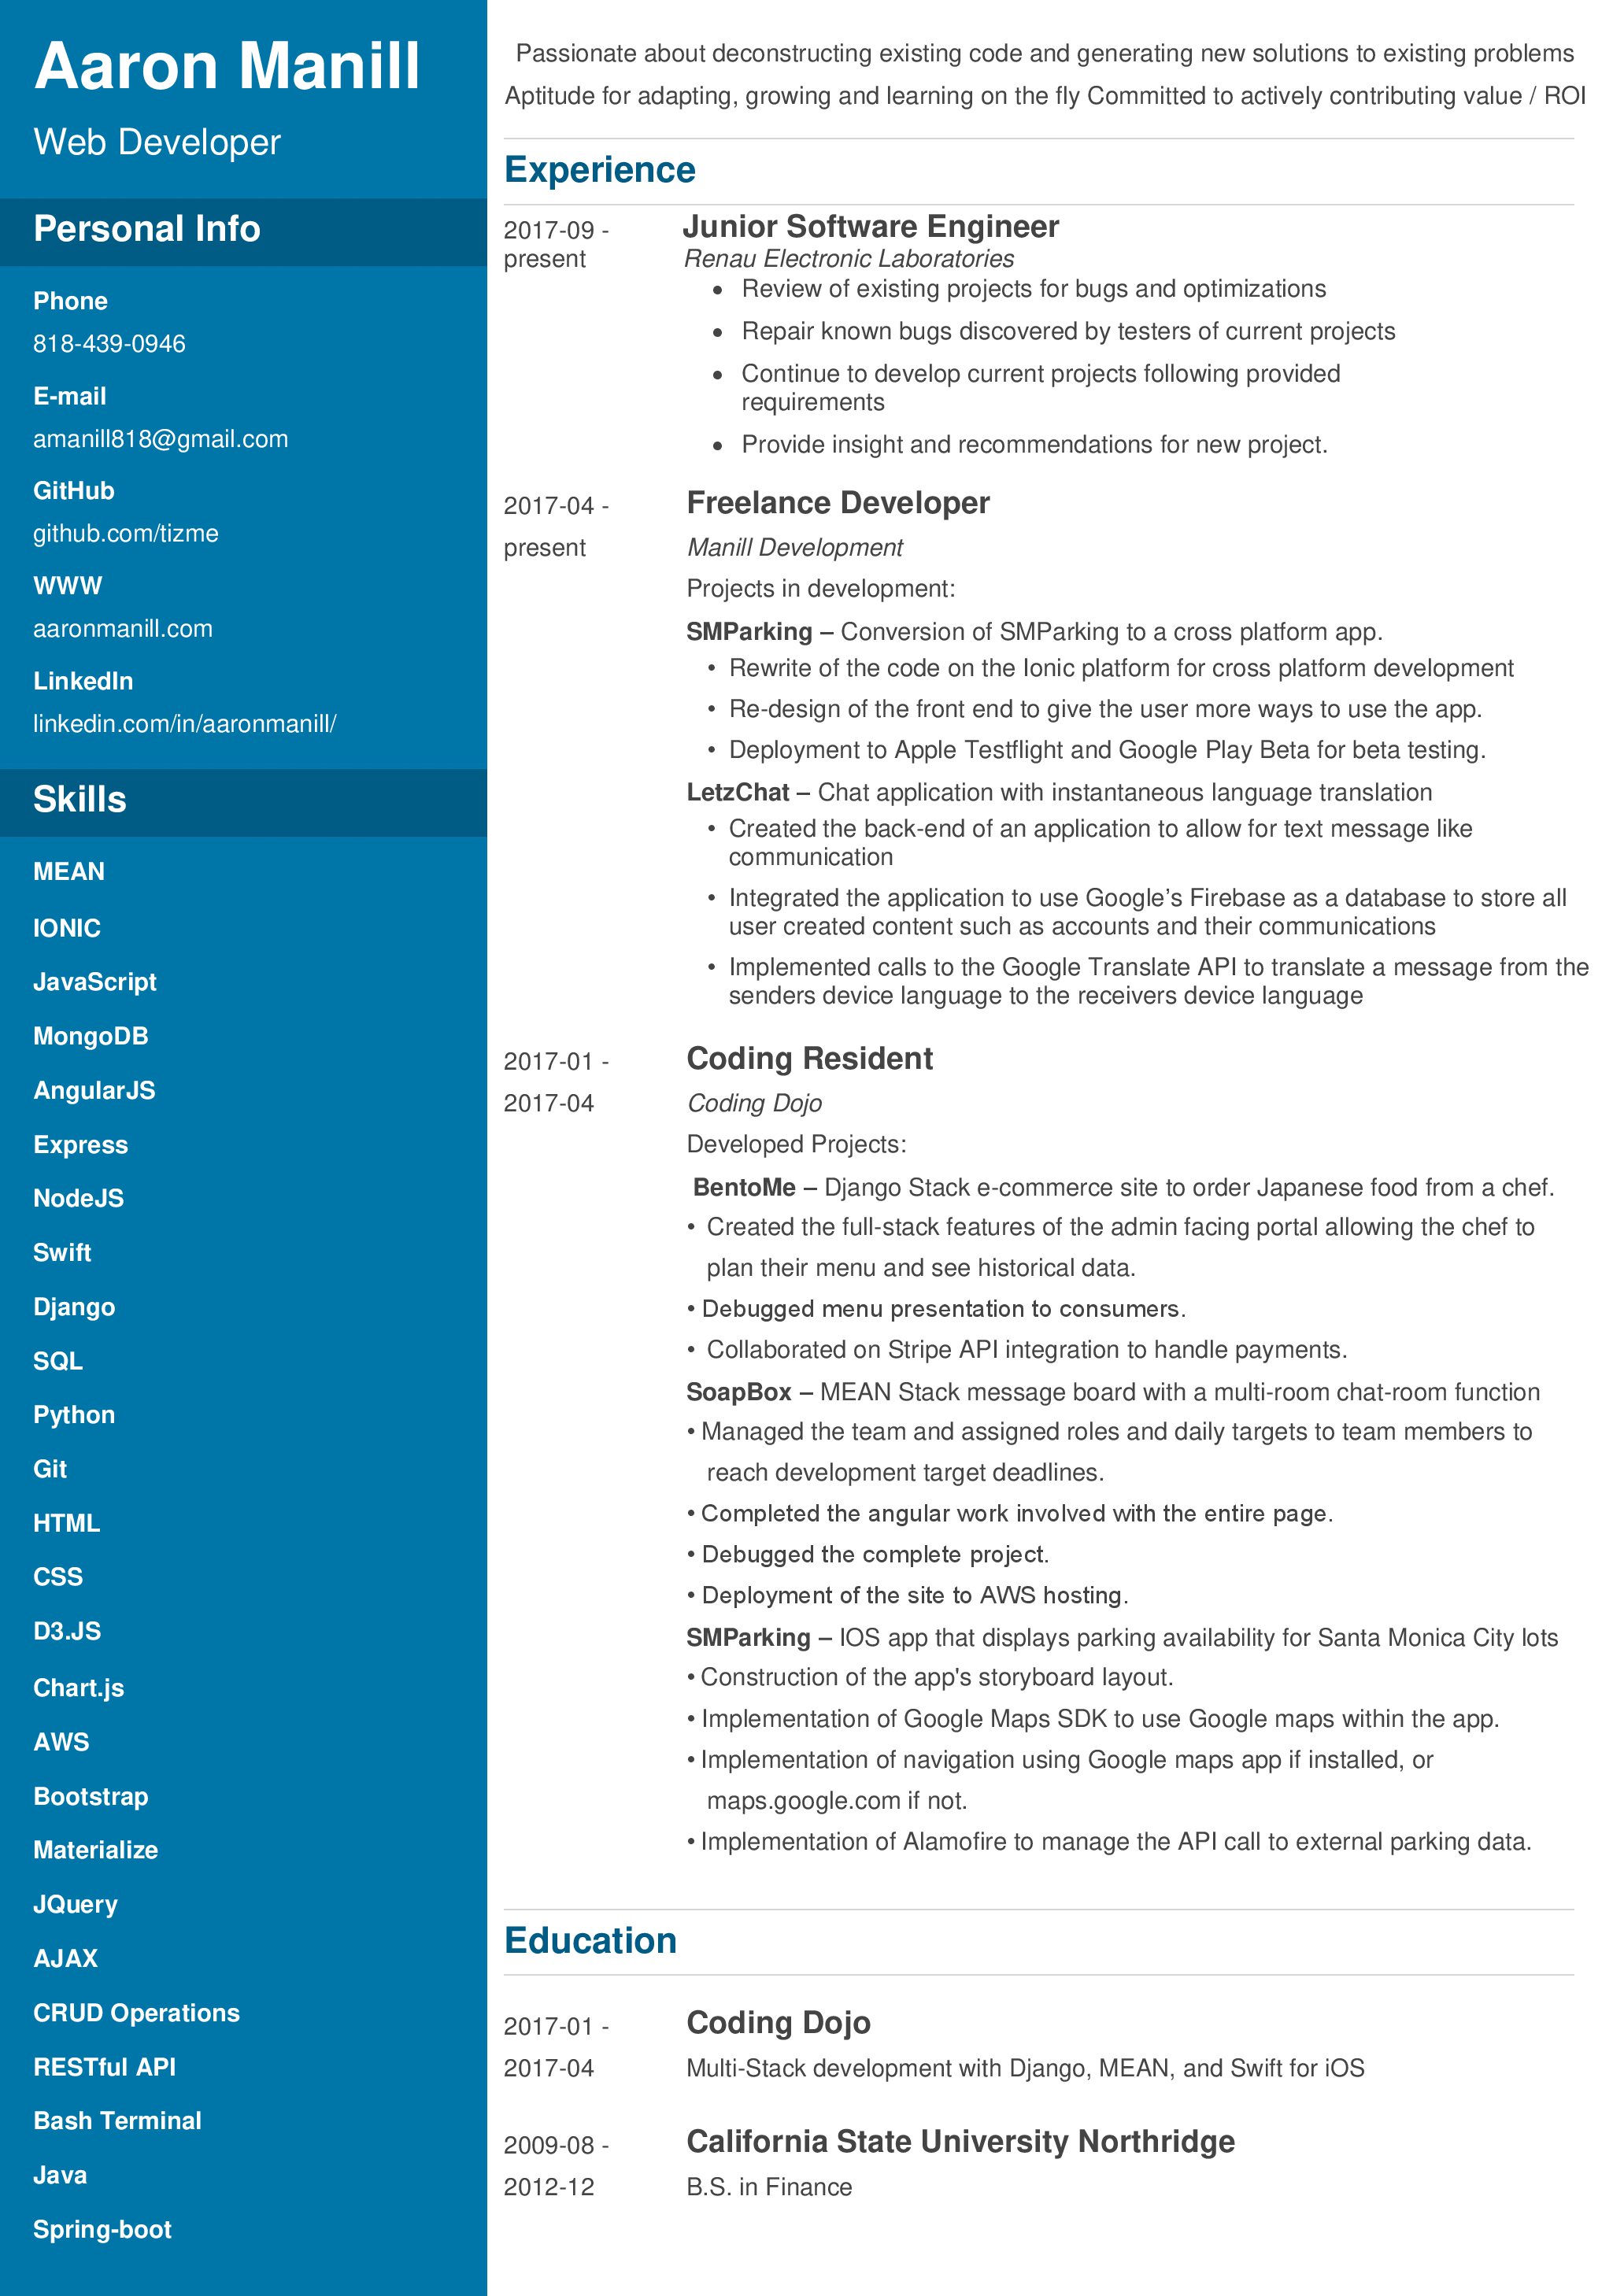 Aaron Manill
Web Developer
Personal Info
Phone
818-439-0946
E-mail
amanill818@gmail.com
GitHub
github.com/tizme
WWW
aaronmanill.com
LinkedIn
linkedin.com/in/aaronmanill/
Skills
MEAN
IONIC
JavaScript
MongoDB
AngularJS
Express
NodeJS
Swift
Django
SQL
Python
Git
HTML
CSS
D3.JS
Chart.js
AWS
Bootstrap
Materialize
JQuery
AJAX
CRUD Operations
RESTful API
Bash Terminal
Java
Spring-boot
Passionate about deconstructing existing code and generating new solutions to existing problems
Aptitude for adapting, growing and learning on the fly Committed to actively contributing value / ROI
Experience
2017-09 -
present
Junior Software Engineer
Renau Electronic Laboratories
• Review of existing projects for bugs and optimizations
• Repair known bugs discovered by testers of current projects
• Continue to develop current projects following provided
requirements
• Provide insight and recommendations for new project.
2017-04 -
present
Freelance Developer
Manill Development
Projects in development:
SMParking – Conversion of SMParking to a cross platform app.
• Rewrite of the code on the Ionic platform for cross platform development
• Re-design of the front end to give the user more ways to use the app.
• Deployment to Apple Testflight and Google Play Beta for beta testing.
LetzChat – Chat application with instantaneous language translation
• Created the back-end of an application to allow for text message like
communication
• Integrated the application to use Google’s Firebase as a database to store all
user created content such as accounts and their communications
• Implemented calls to the Google Translate API to translate a message from the
senders device language to the receivers device language
2017-01 -
2017-04
Coding Resident
Coding Dojo
Developed Projects:
BentoMe – Django Stack e-commerce site to order Japanese food from a chef.
• Created the full-stack features of the admin facing portal allowing the chef to
plan their menu and see historical data.
• Debugged menu presentation to consumers.
• Collaborated on Stripe API integration to handle payments.
SoapBox – MEAN Stack message board with a multi-room chat-room function
• Managed the team and assigned roles and daily targets to team members to
reach development target deadlines.
• Completed the angular work involved with the entire page.
• Debugged the complete project.
• Deployment of the site to AWS hosting.
SMParking – IOS app that displays parking availability for Santa Monica City lots
• Construction of the app's storyboard layout.
• Implementation of Google Maps SDK to use Google maps within the app.
• Implementation of navigation using Google maps app if installed, or
maps.google.com if not.
• Implementation of Alamofire to manage the API call to external parking data.
Education
2017-01 -
2017-04
Coding Dojo
Multi-Stack development with Django, MEAN, and Swift for iOS
2009-08 -
2012-12
California State University Northridge
B.S. in Finance